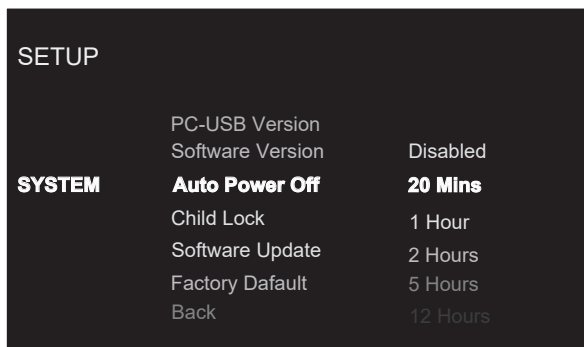 SETUP
PC-USB Version
Software Version Disabled
SYSTEM Auto Power Off 20 Mins
Child Lock 1 Hour
Software Update 2 Hours
Factory Dafault 5 Hours
Back 12 Hours